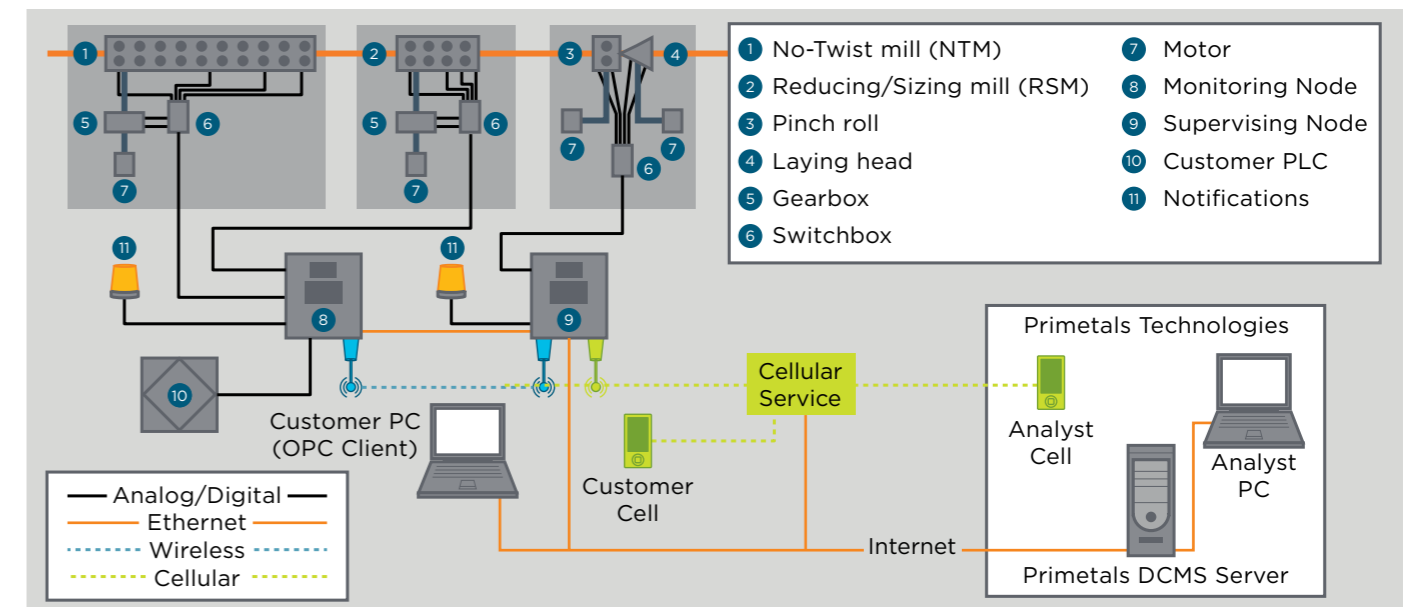 1
2
3
4
5
6
5
6
7
7
7
7
6
1 No-Twist mill (NTM)
2 Reducing/Sizing mill (RSM)
3 Pinch roll
4 Laying head
5 Gearbox
6 Switchbox
7 Motor
8 Monitoring Node
9 Supervising Node
10 Customer PLC
11 Notifications
11
11
8
9
10
Customer PC
(OPC Client)
Customer
Cell
Cellular
Service
Primetals Technologies
Analyst
Cell
Analyst
PC
Internet
Primetals DCMS Server
Analog/Digital
Ethernet
Wireless
Cellular